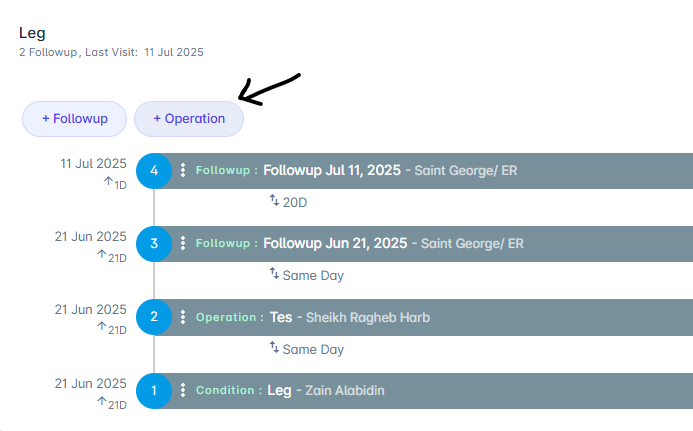 Leg
2 Followup, Last Visit: 11 Jul 2025
+ Followup
+ Operation
11 Jul 2025
↑1D
4
Followup : Followup Jul 11, 2025 - Saint George/ ER
20D
21 Jun 2025
↑21D
3
Followup : Followup Jun 21, 2025 - Saint George/ ER
Same Day
21 Jun 2025
↑21D
2
Operation : Tes - Sheikh Ragheb Harb
Same Day
21 Jun 2025
↑21D
1
Condition : Leg - Zain Alabidin